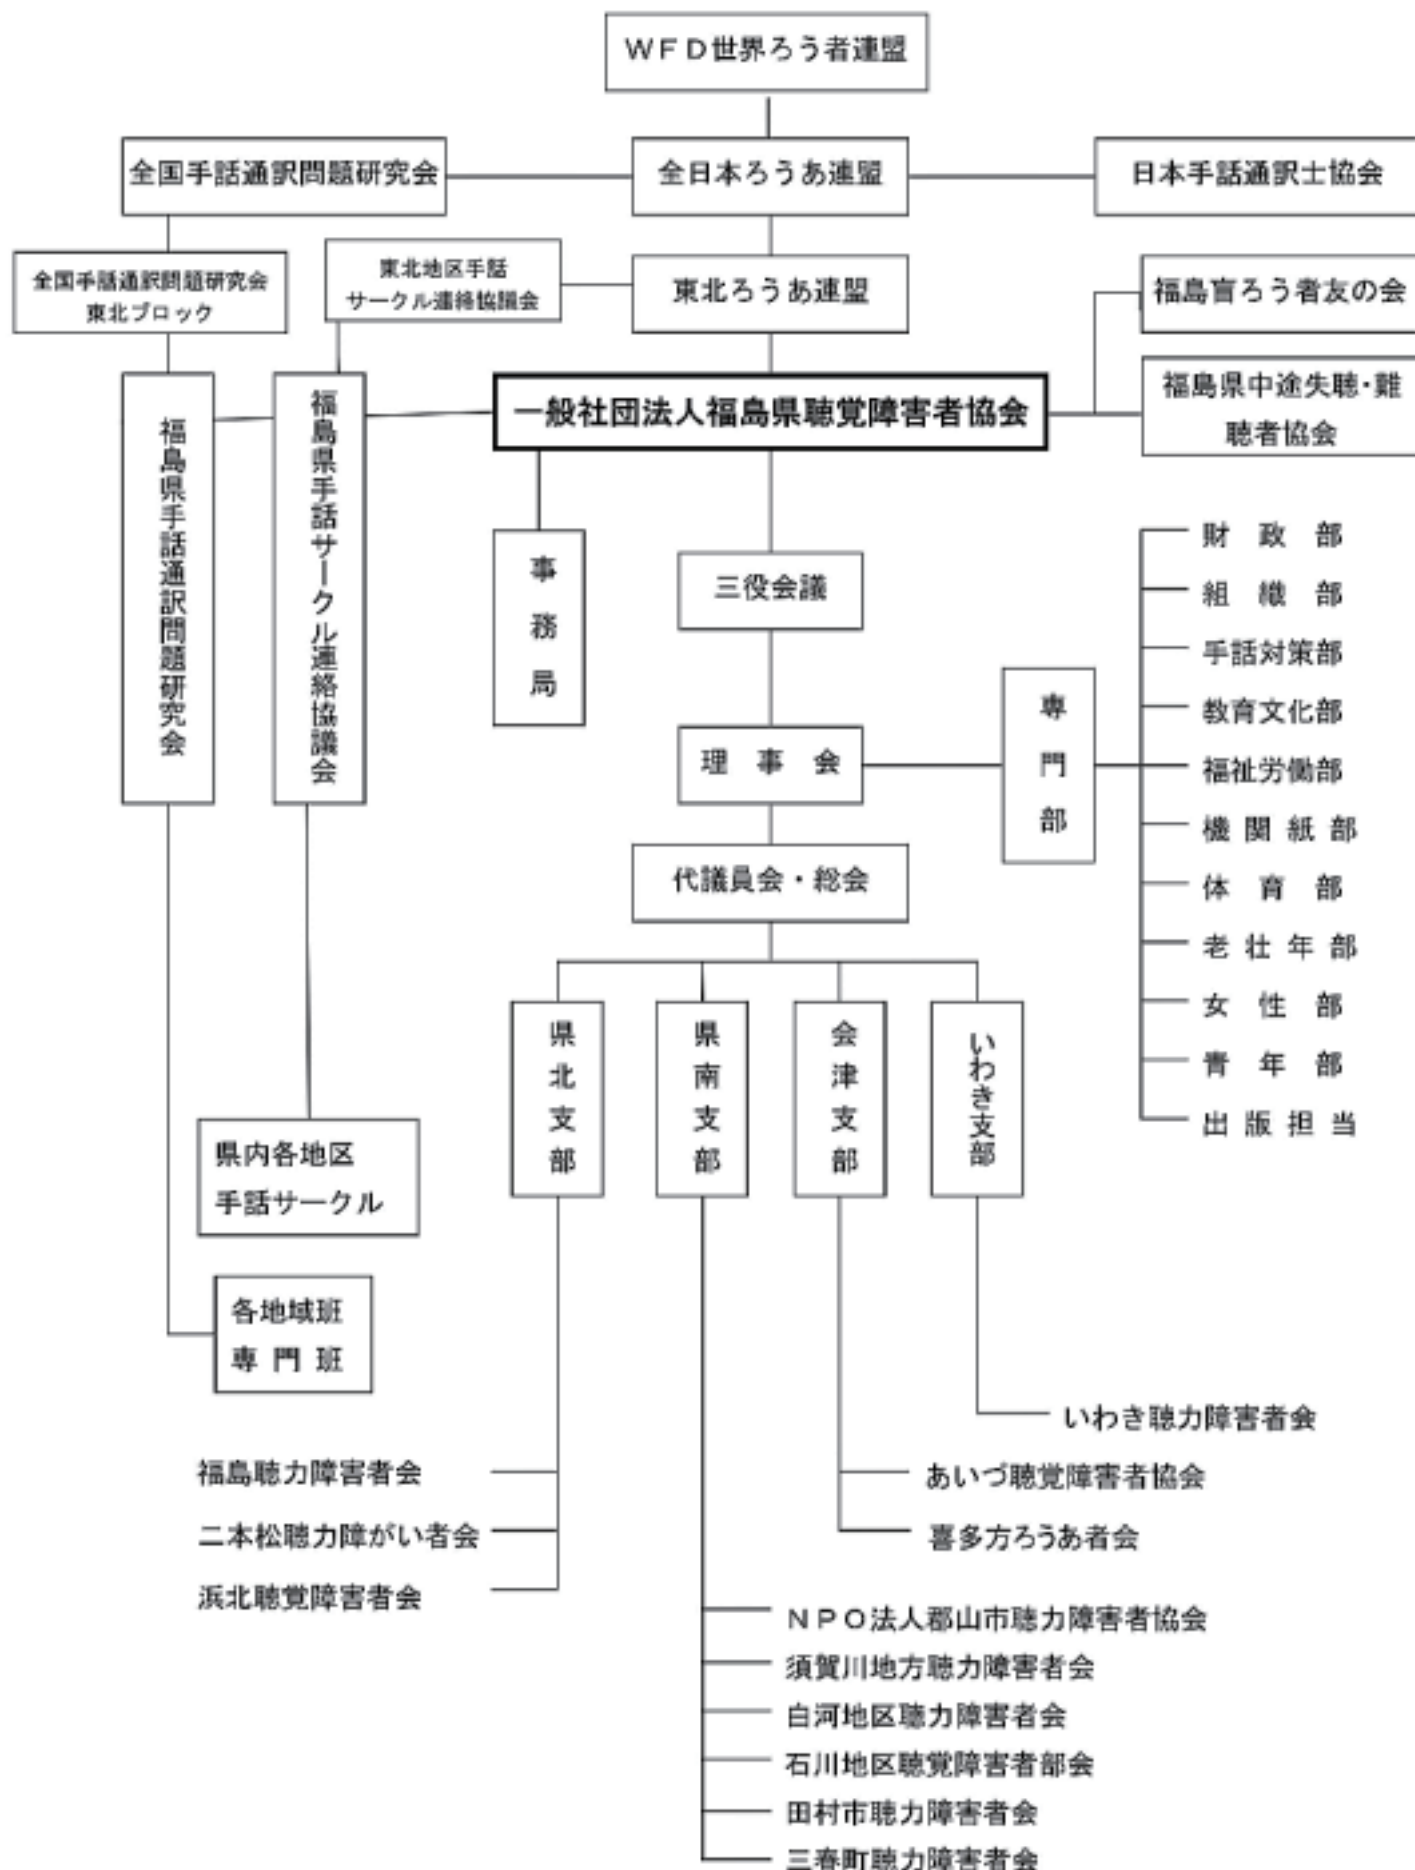 ＷＦＤ世界ろう者連盟
全国手話通訳問題研究会
全日本ろうあ連盟
日本手話通訳士協会
全国手話通訳問題研究会
東北ブロック
東北地区手話
サークル連絡協議会
東北ろうあ連盟
福島盲ろう者友の会
福島県中途失聴・難
聴者協会
一般社団法人福島県聴覚障害者協会
福島県手話通訳問題研究会
福島県手話サークル連絡協議会
事務局
三役会議
理事会
専門部
財政部
組織部
手話対策部
教育文化部
福祉労働部
機関紙部
体育部
老壮年部
女性部
青年部
出版担当
代議員会・総会
県北支部
県南支部
会津支部
いわき支部
県内各地区
手話サークル
各地域班
専門班
いわき聴力障害者会
福島聴力障害者会
二本松聴力障がい者会
浜北聴覚障害者会
あいづ聴覚障害者協会
喜多方ろうあ者会
ＮＰＯ法人郡山市聴力障害者協会
須賀川地方聴力障害者会
白河地区聴力障害者会
石川地区聴覚障害者部会
田村市聴力障害者会
三春町聴力障害者会